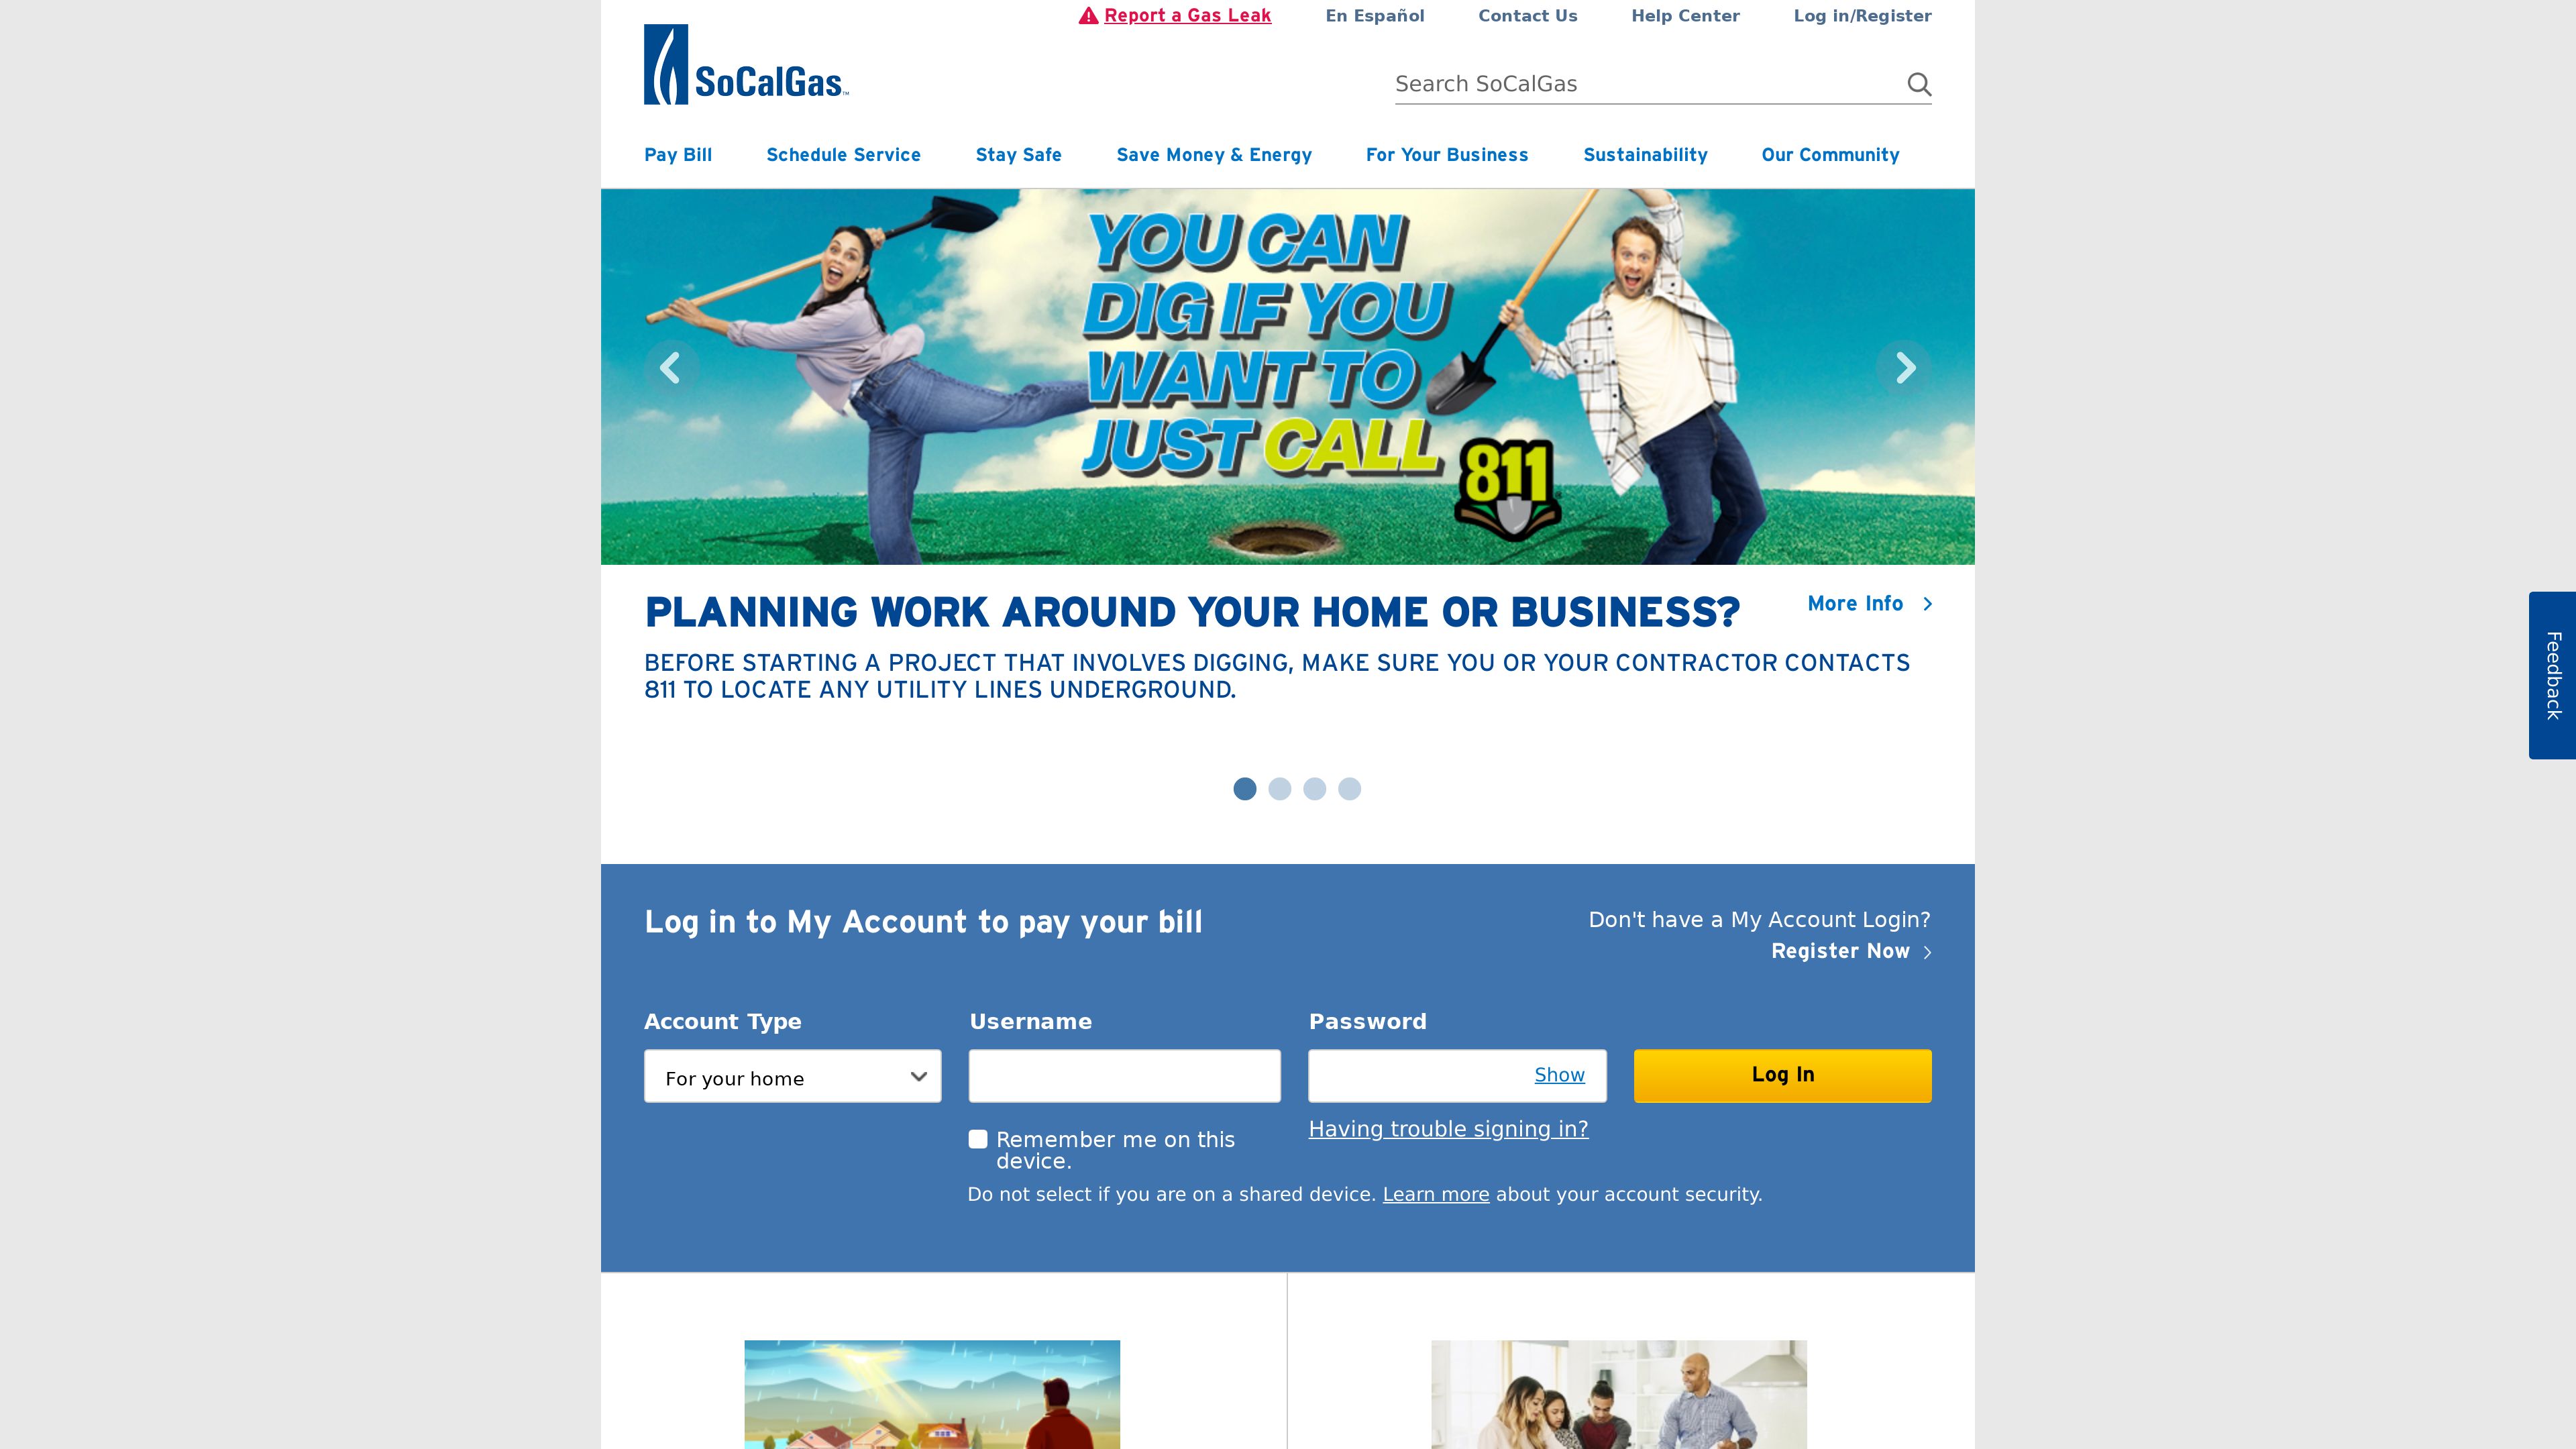 Report a Gas Leak
En Español
Contact Us
Help Center
Log in/Register
SoCalGas™
Search SoCalGas
Pay Bill
Schedule Service
Stay Safe
Save Money & Energy
For Your Business
Sustainability
Our Community
YOU CAN
DIG IF YOU
WANT TO
JUST CALL
811
PLANNING WORK AROUND YOUR HOME OR BUSINESS?
More Info
BEFORE STARTING A PROJECT THAT INVOLVES DIGGING, MAKE SURE YOU OR YOUR CONTRACTOR CONTACTS
811 TO LOCATE ANY UTILITY LINES UNDERGROUND.
Feedback
Log in to My Account to pay your bill
Don't have a My Account Login?
Register Now
Account Type
Username
Password
For your home
Show
Log In
Remember me on this
device.
Having trouble signing in?
Do not select if you are on a shared device. Learn more about your account security.